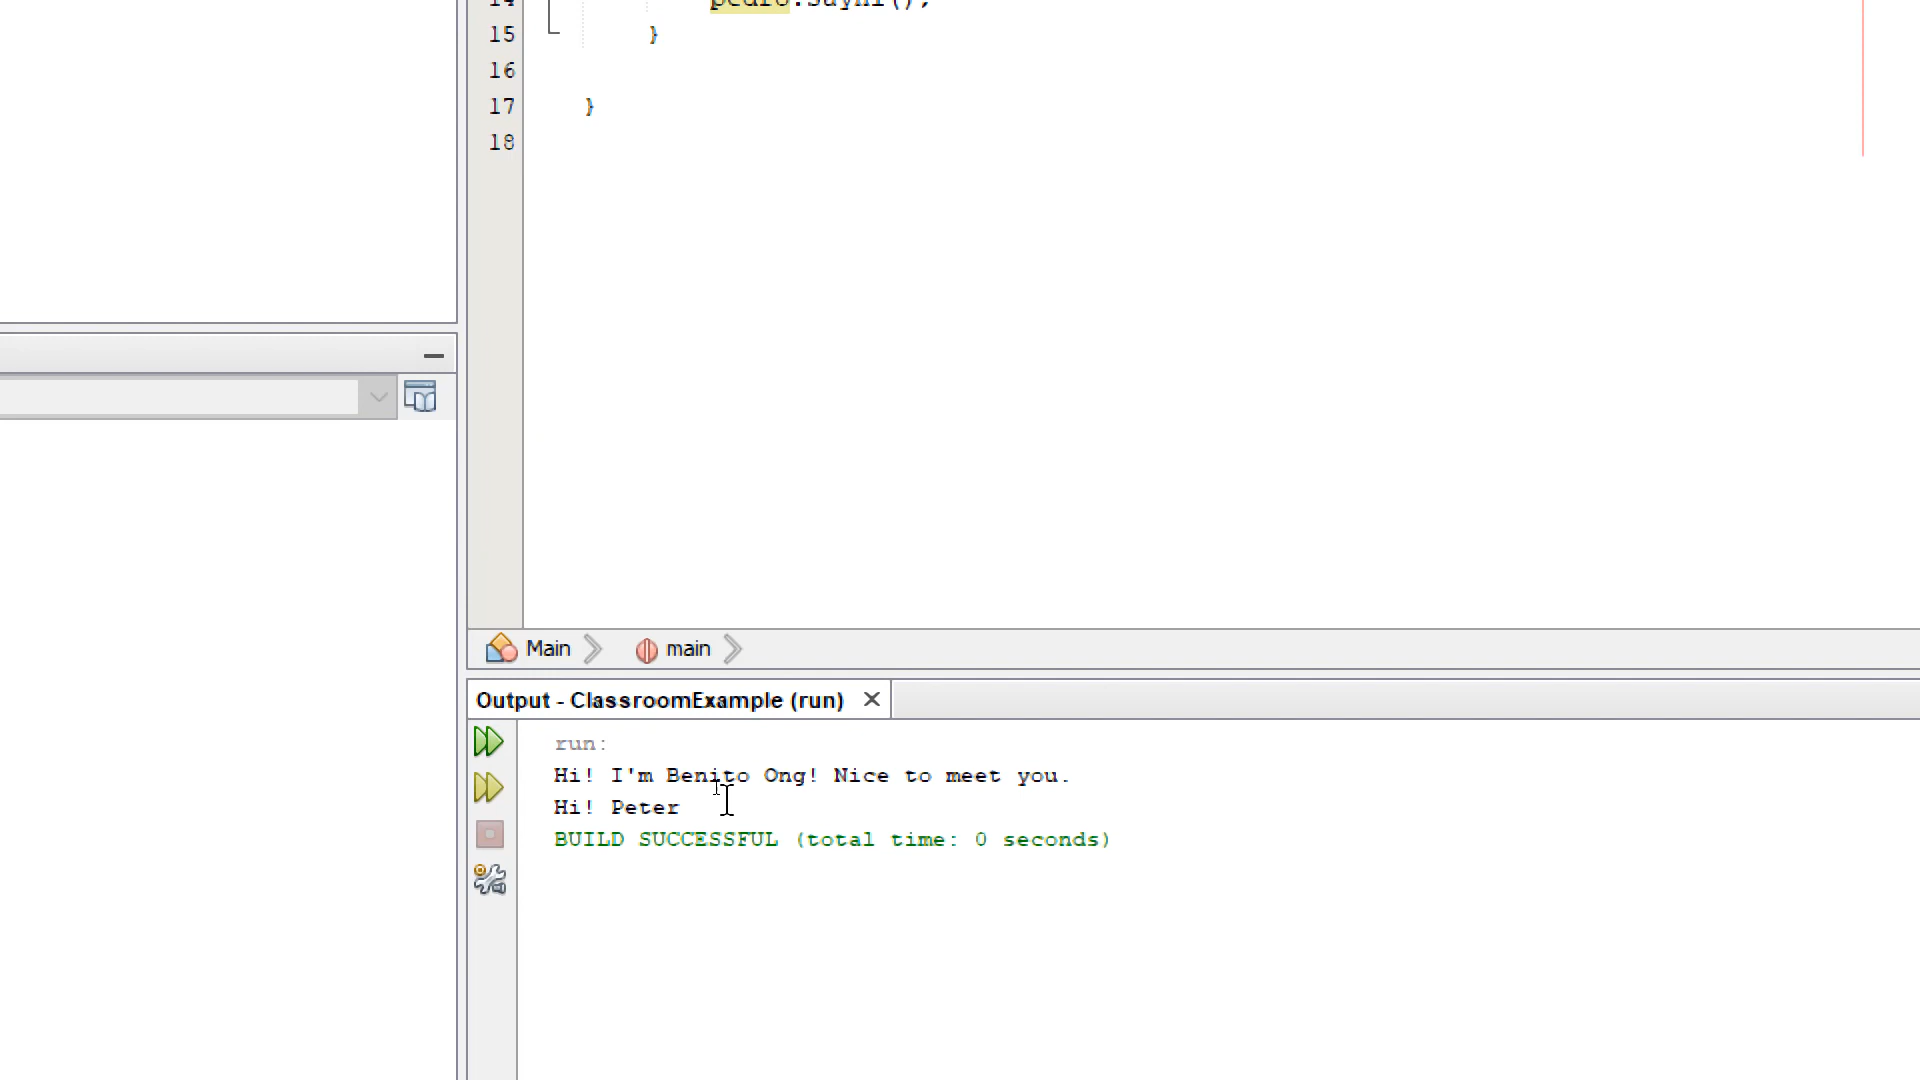 15 }
16
17 }
18
Main main
Output - ClassroomExample (run)
run:
Hi! I'm Benito Ong! Nice to meet you.
Hi! Peter
BUILD SUCCESSFUL (total time: 0 seconds)